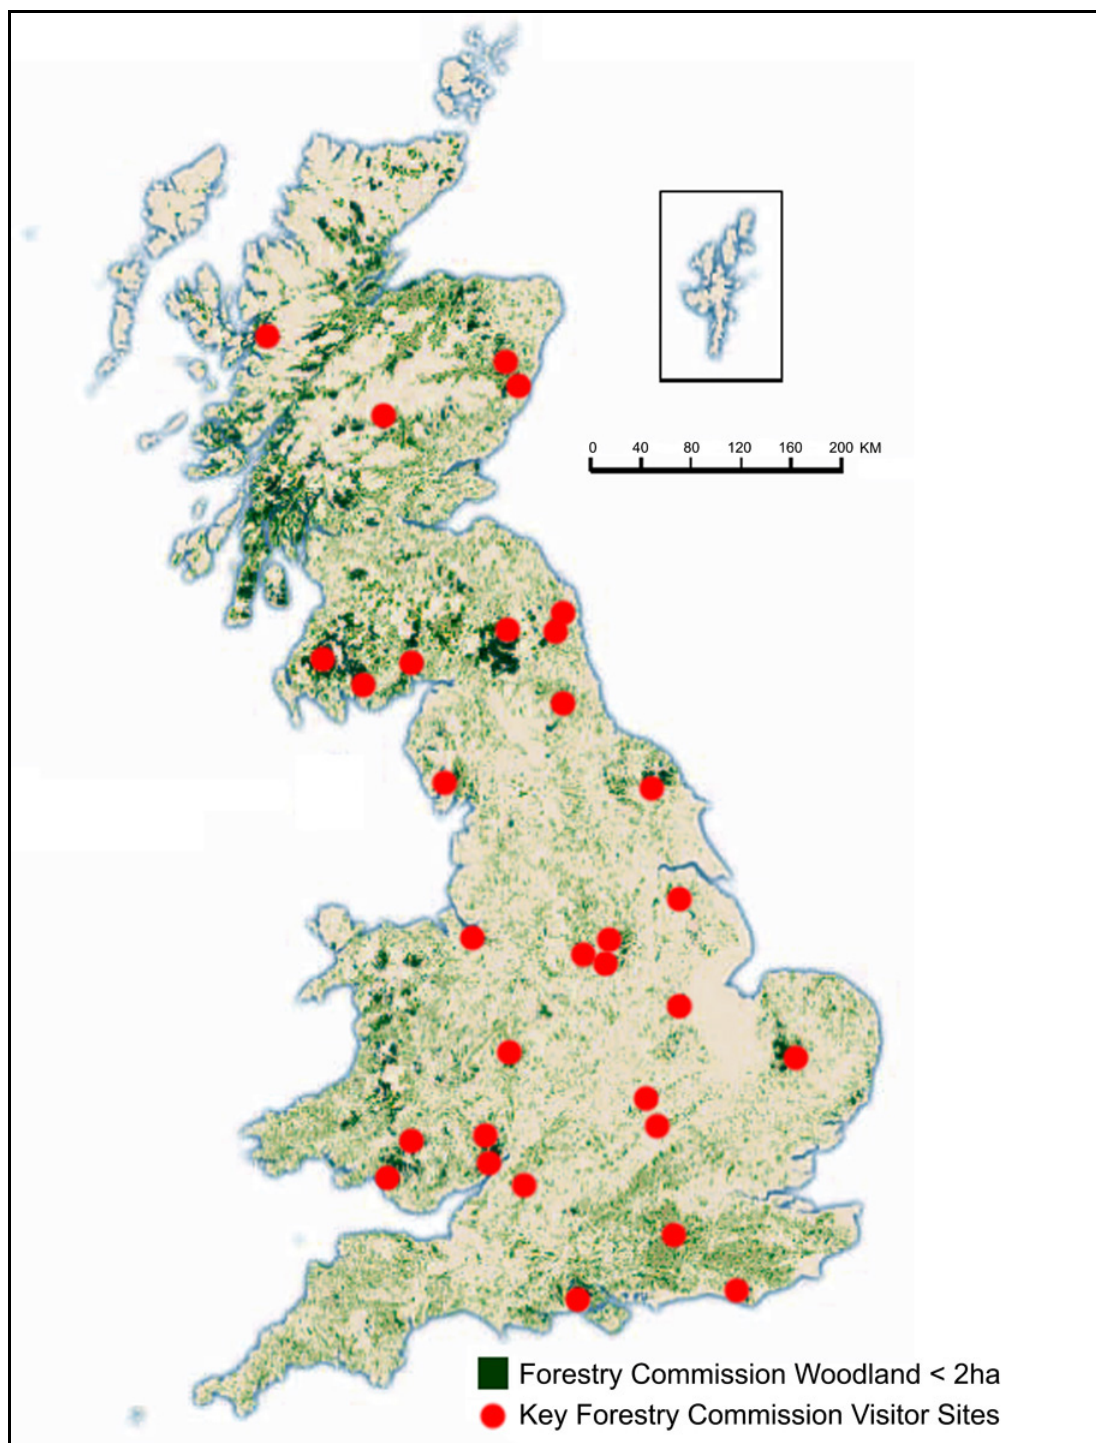 0 40 80 120 160 200 KM
Forestry Commission Woodland < 2ha
Key Forestry Commission Visitor Sites